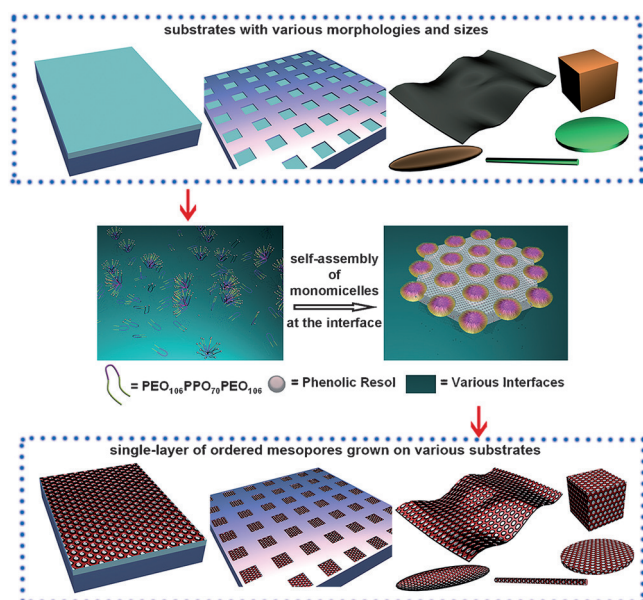 substrates with various morphologies and sizes
self-assembly
of
monomicelles
at the interface
= PEO₁₀₆PPO₇₀PEO₁₀₆ = Phenolic Resol = Various Interfaces
single-layer of ordered mesopores grown on various substrates